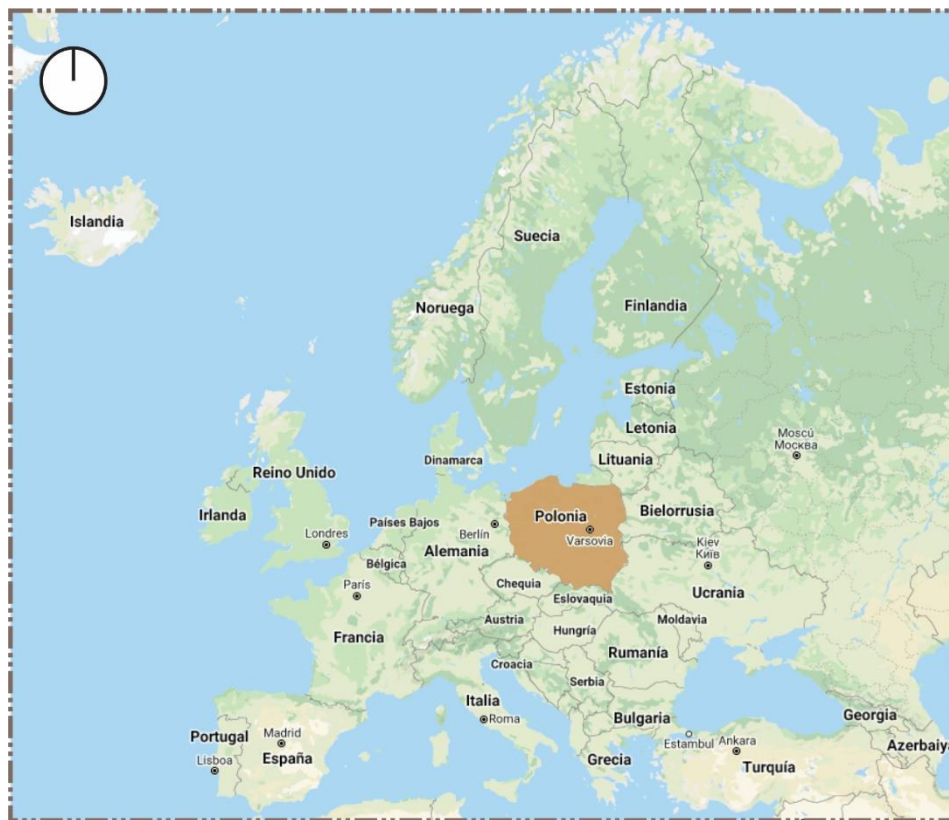 Islandia
Suecia
Noruega
Finlandia
Estonia
Letonia
Moscú
Москва
Dinamarca
Lituania
Reino Unido
Irlanda
Países Bajos
Polonia
Bielorrusia
Londres
Berlín
Varsovia
Alemania
Kiev
Київ
Bélgica
París
Chequia
Ucrania
Eslovaquia
Austria
Moldavia
Hungría
Francia
Rumanía
Croacia
Serbia
Italia
Roma
Bulgaria
Georgia
Portugal
Madrid
Estambul
Ankara
Azerbaiy
Lisboa
España
Grecia
Turquía